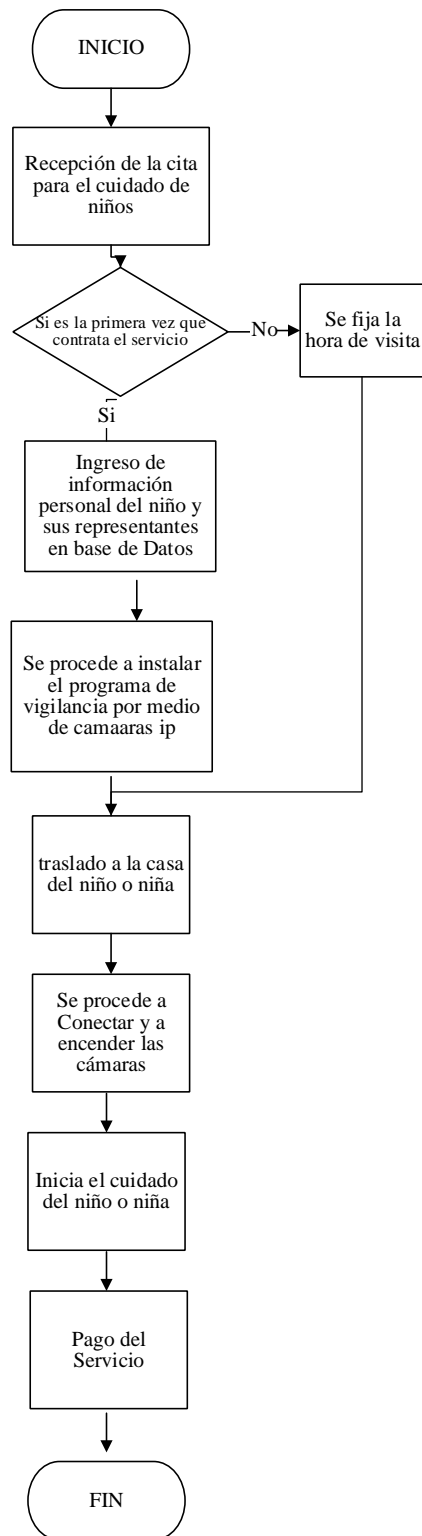 INICIO
Recepción de la cita
para el cuidado de
niños
Si es la primera vez que
contrata el servicio
No
Se fija la
hora de visita
Si
Ingreso de
información
personal del niño y
sus representantes
en base de Datos
Se procede a instalar
el programa de
vigilancia por medio
de camaaras ip
traslado a la casa
del niño o niña
Se procede a
Conectar y a
encender las
cámaras
Inicia el cuidado
del niño o niña
Pago del
Servicio
FIN